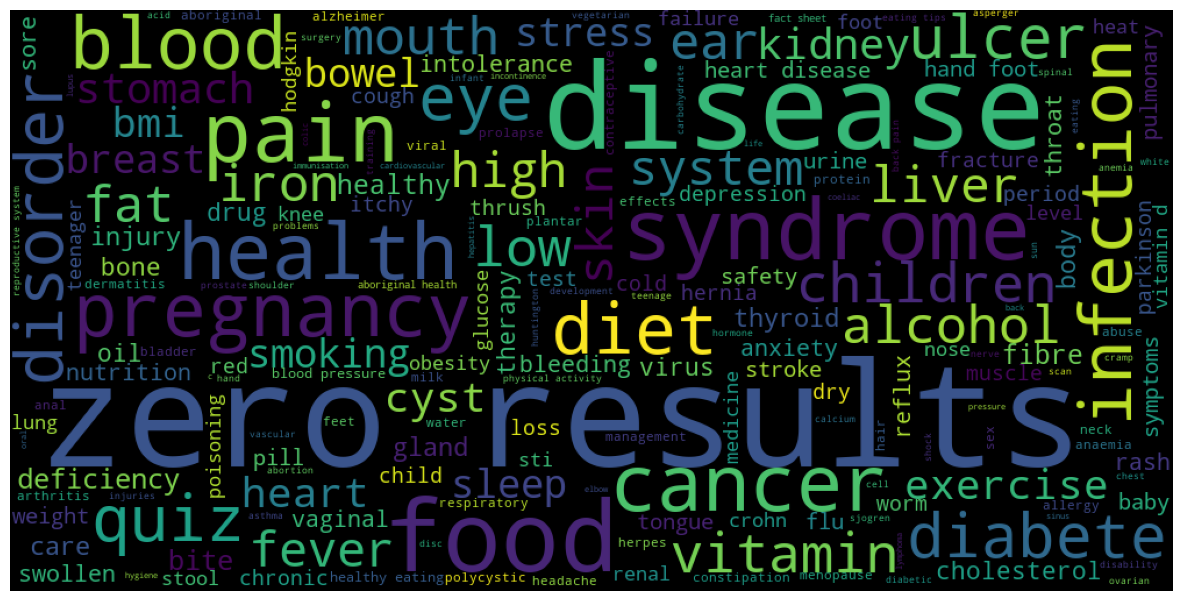 acid
aboriginal
alzheimer
vegetarian
failure
fact sheet
eating tips
asperger
sore
blood
mouth
stress
foot
heat
surgery
ear
kidney
ulcer
hodgkin
bowel
intolerance
heart disease
hand foot
spinal
pulmonary
lupus
stomach
infant
incontinence
contraceptive
carbohydrate
cough
eye
disease
bmi
colic
training
prolapse
back pain
throat
eating
disorder
pain
viral
life
anemia
infection
breast
immunisation
cardiovascular
high
system
urine
fracture
white
iron
healthy
protein
liver
period
fat
drug
knee
itchy
thrush
effects
depression
coeliac
level
teenager
plantar
skin
syndrome
sun
reproductive system
injury
problems
health
hepatitis
low
body
parkinson
vitamin d
bone
test
safety
children
dermatitis
prostate
shoulder
aboriginal health
cold
hernia
pregnancy
glucose
therapy
development
teenage
huntington
diet
thyroid
alcohol
back
abuse
hormone
cramp
oil
bladder
smoking
obesity
bleeding
virus
anxiety
nose
fibre
nerve
nutrition
red
blood pressure
milk
physical activity
stroke
reflux
muscle
scan
symptoms
c
hand
zero results
cyst
dry
anal
lung
poisoning
feet
water
loss
medicine
calcium
hair
pressure
sex
neck
oral
vascular
gland
management
shock
anaemia
pill
abortion
sti
deficiency
child
cancer
chest
rash
arthritis
injuries
heart
sleep
elbow
cell
exercise
allergy
baby
respiratory
worm
weight
quiz
asthma
vaginal
food
tongue
crohn
flu
sjogren
sinus
care
bite
fever
disc
herpes
vitamin
lymphoma
diabete
disability
swollen
hygiene
stool
chronic
healthy eating
polycystic
headache
renal
constipation
menopause
diabetic
cholesterol
ovarian